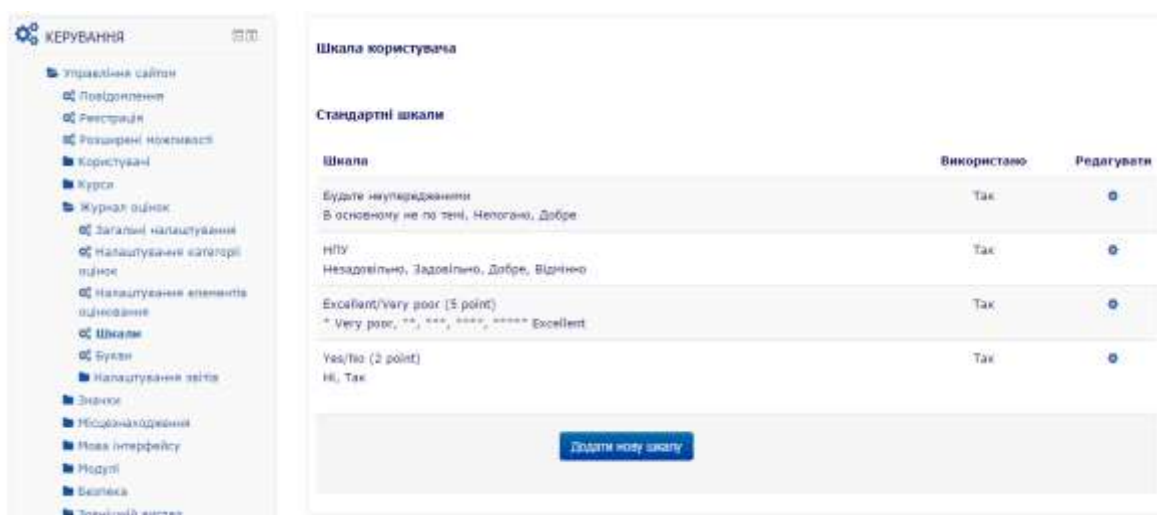 КЕРУВАННЯ
Управління сайтом
Повідомлення
Реєстрація
Розширені можливості
Користувачі
Курси
Журнал оцінок
Загальні налаштування
Налаштування категорії
оцінок
Налаштування елементів
оцінювання
Шкали
Букви
Налаштування звітів
Значки
Місцезнаходження
Мова інтерфейсу
Модулі
Безпека
Зовнішній вигляд
Шкала користувача
Стандартні шкали
Шкала Використано Редагувати
Будьте неупередженими Так
В основному не по темі, Непогано, Добре
НПУ Так
Незадовільно, Задовільно, Добре, Відмінно
Excellent/Very poor (5 point) Так
* Very poor, **, ***, ****, ***** Excellent
Yes/No (2 point) Так
Ні, Так
Додати нову шкалу